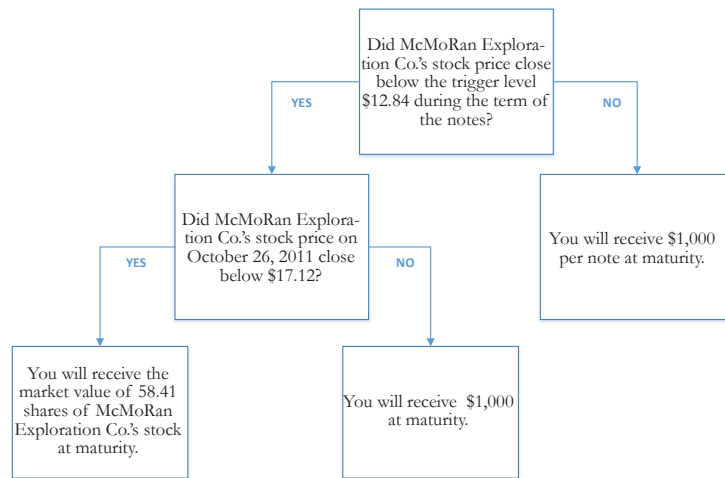 Did McMoRan Explora-
tion Co.'s stock price close
below the trigger level
$12.84 during the term of
the notes?
YES
NO
Did McMoRan Explora-
tion Co.'s stock price on
October 26, 2011 close
below $17.12?
You will receive $1,000
per note at maturity.
YES
NO
You will receive the
market value of 58.41
shares of McMoRan
Exploration Co.'s stock
at maturity.
You will receive $1,000
at maturity.